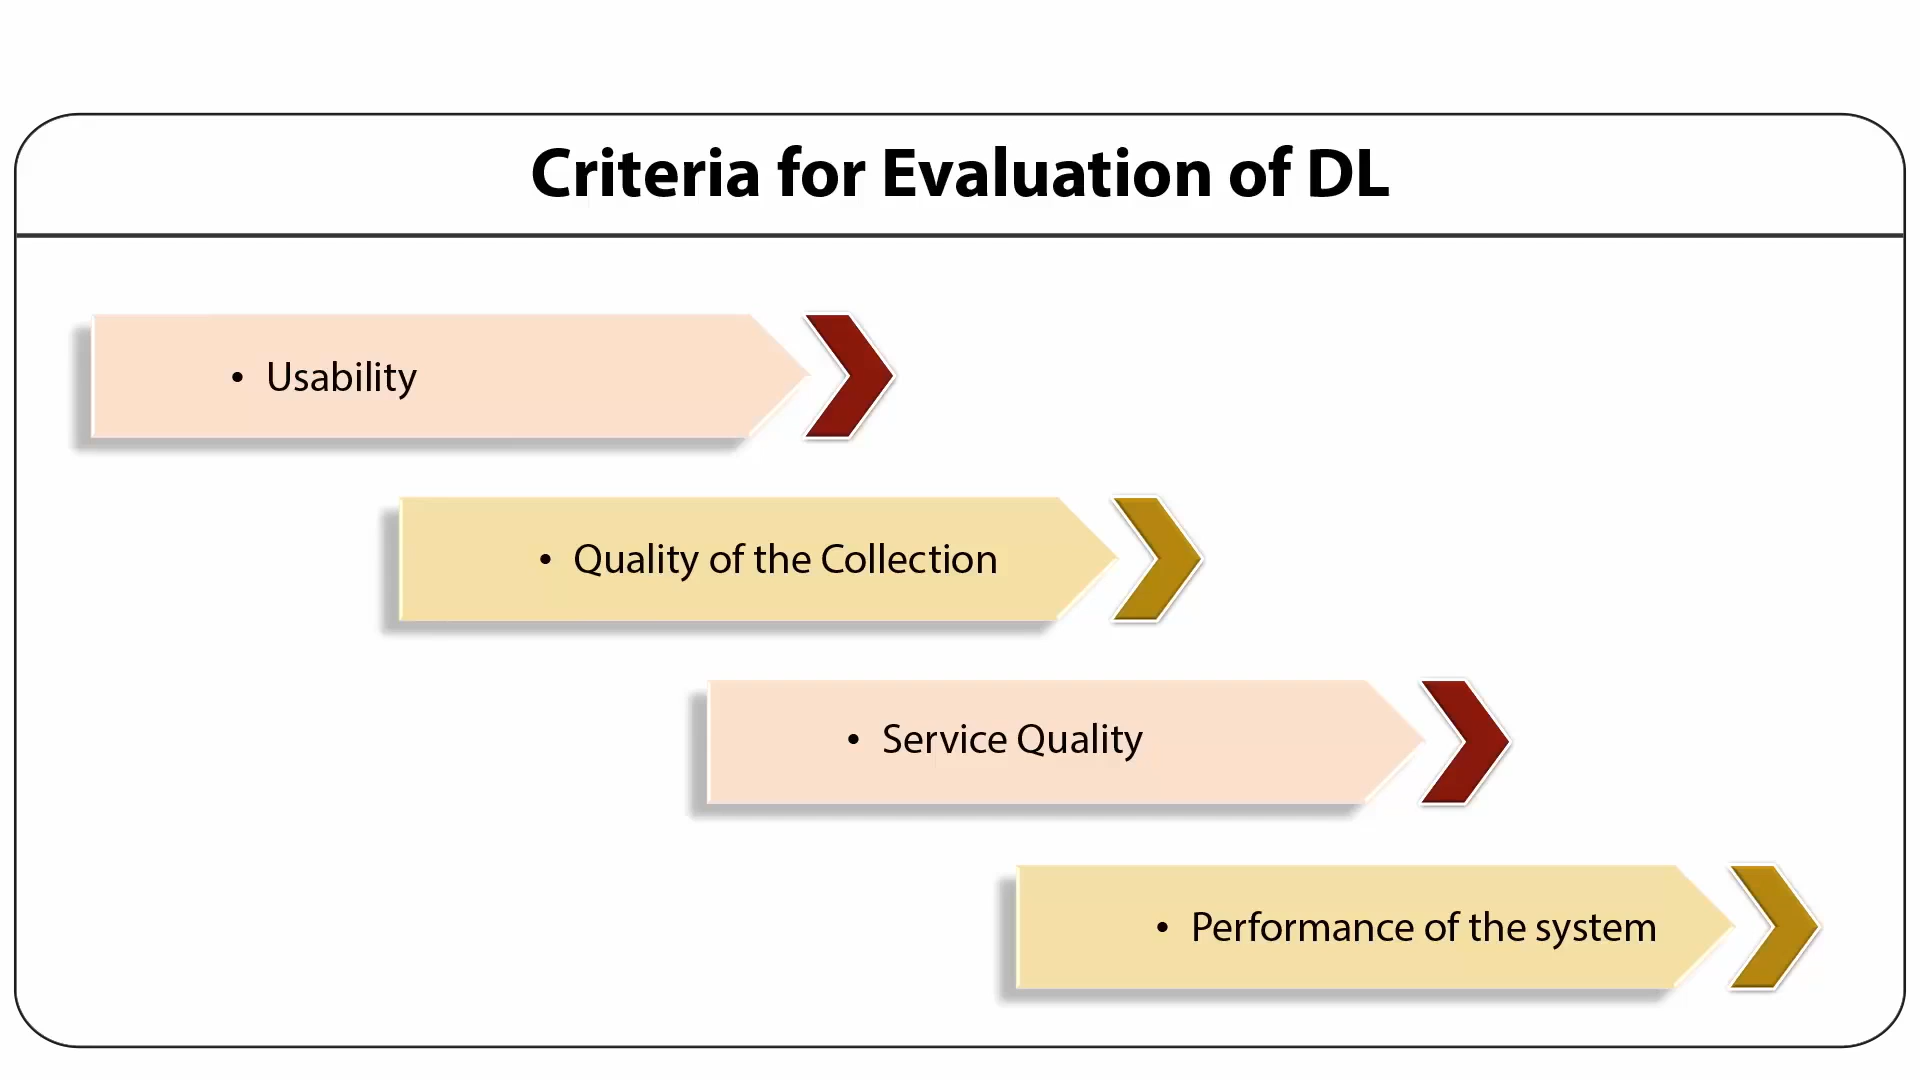 Criteria for Evaluation of DL
• Usability
• Quality of the Collection
• Service Quality
• Performance of the system